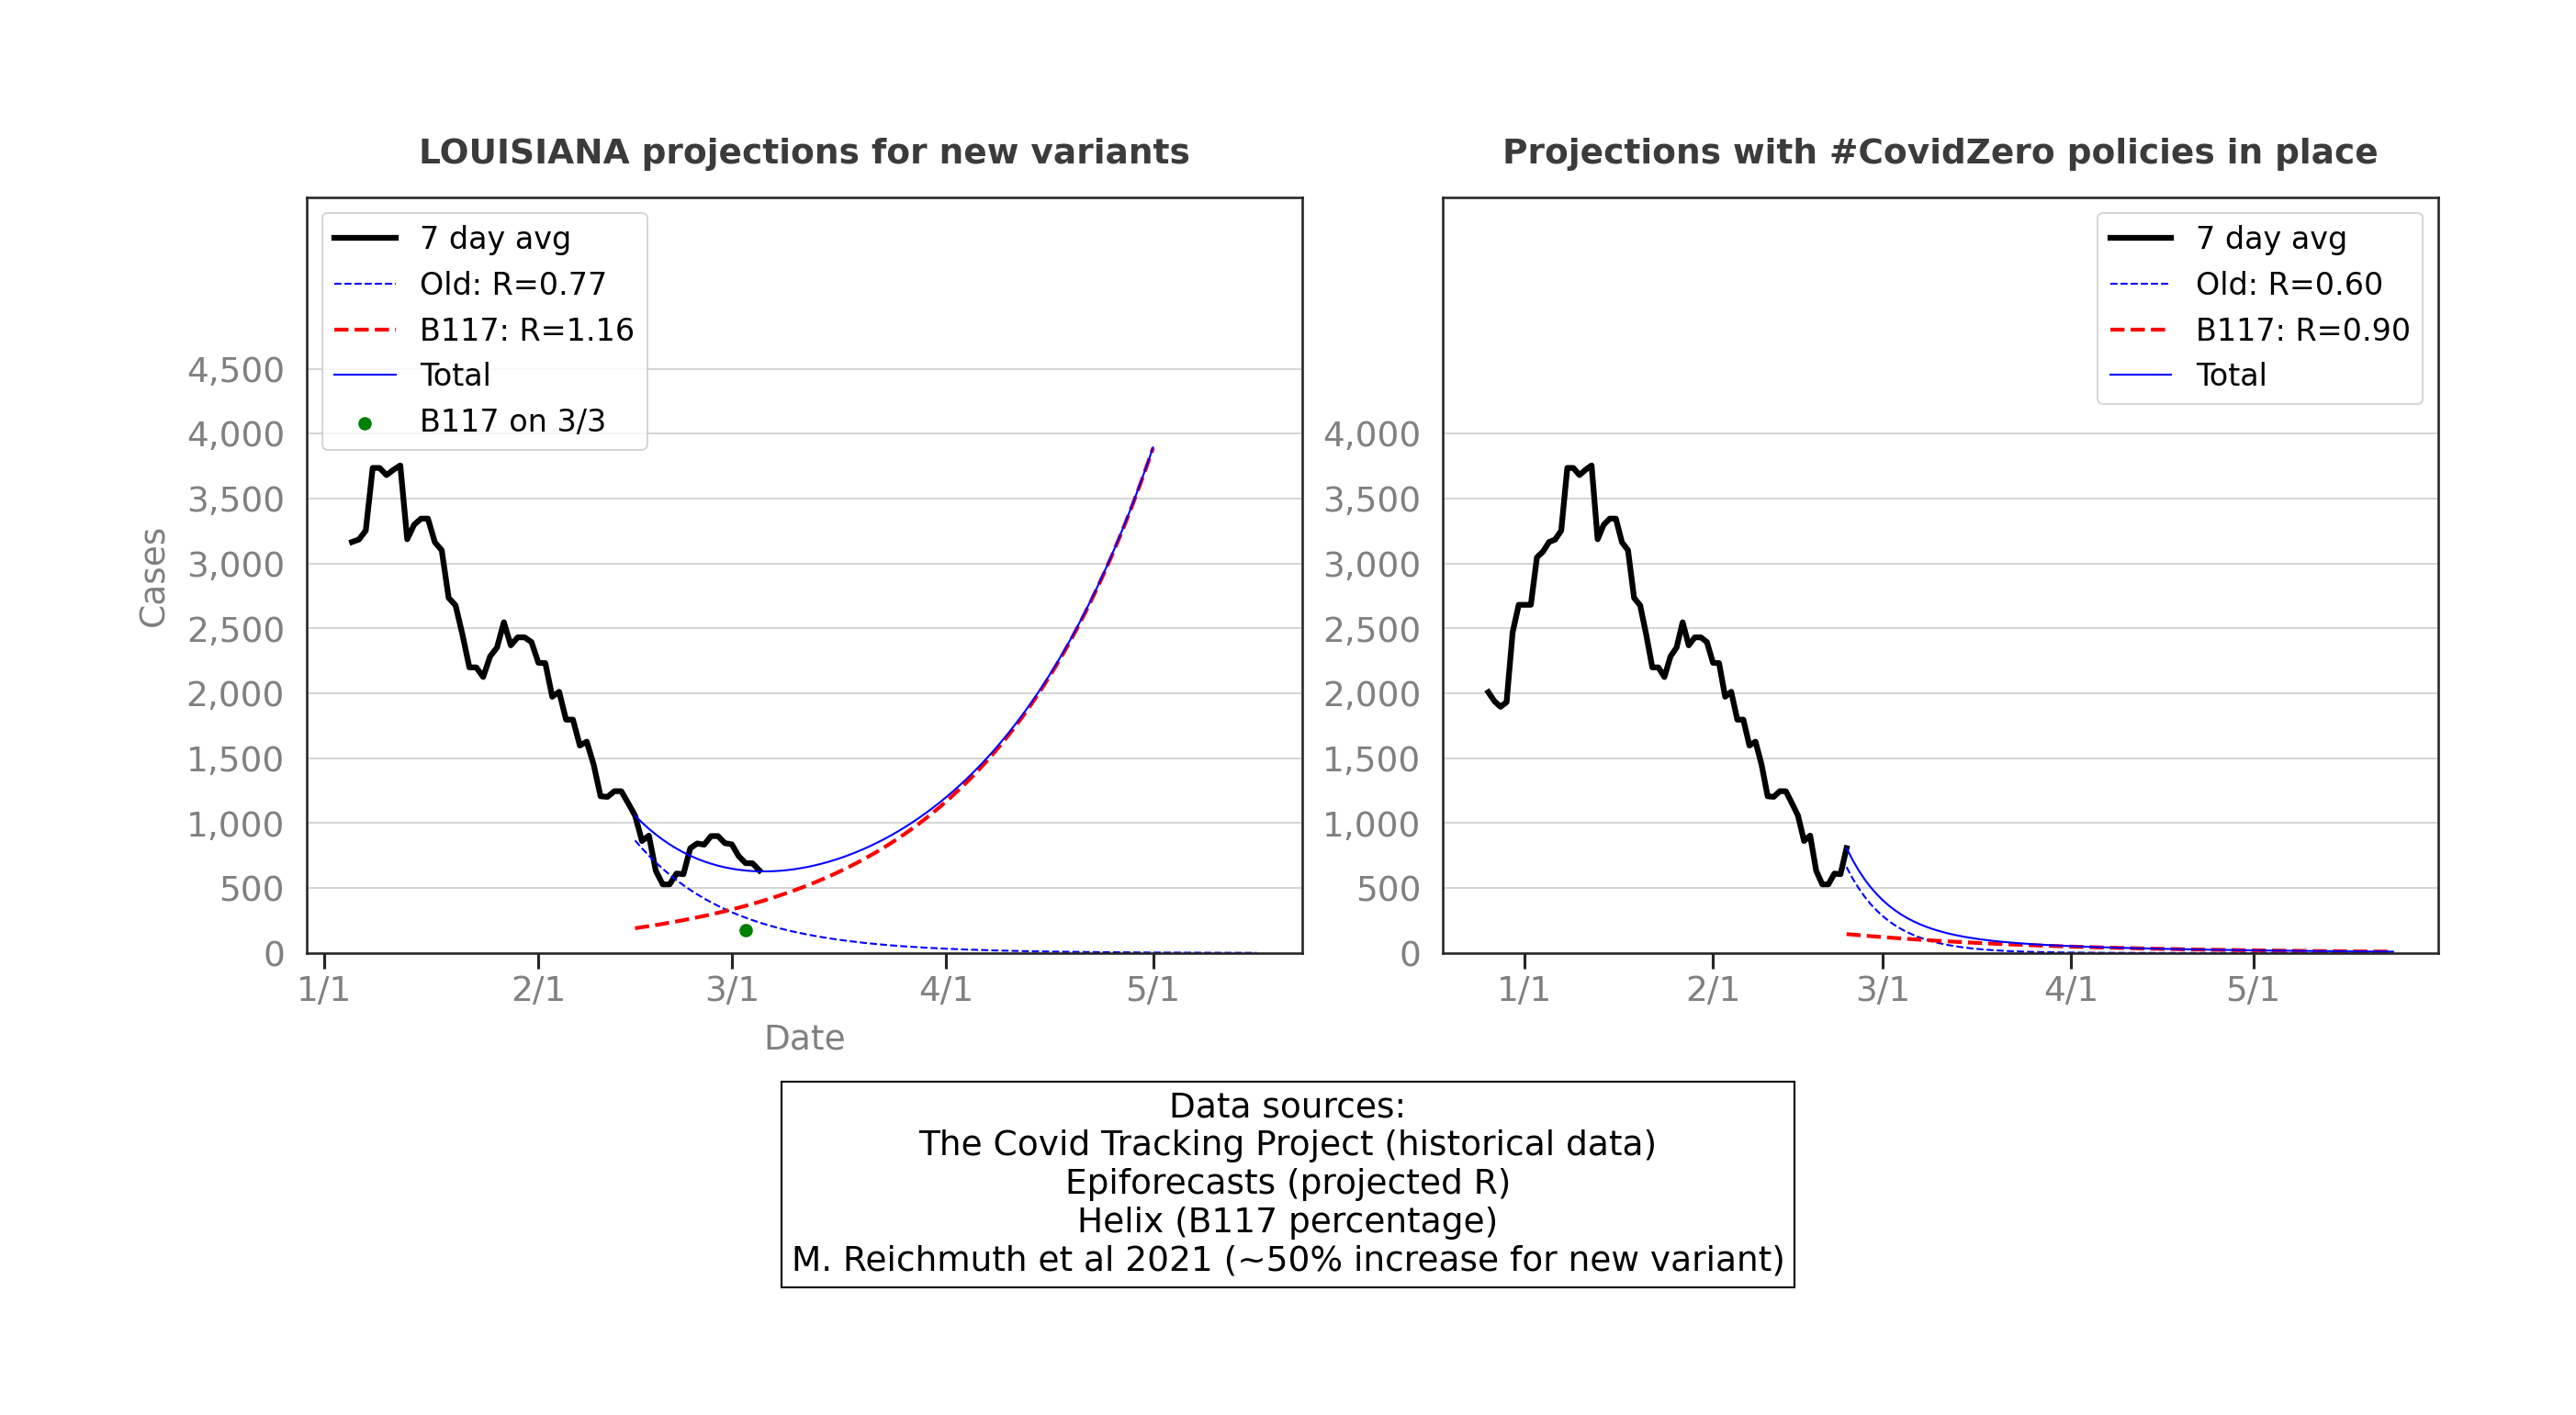 LOUISIANA projections for new variants
7 day avg
Old: R=0.77
B117: R=1.16
Total
B117 on 3/3
Cases
4,500
4,000
3,500
3,000
2,500
2,000
1,500
1,000
500
0
1/1
2/1
3/1
4/1
5/1
Date
Projections with #CovidZero policies in place
7 day avg
Old: R=0.60
B117: R=0.90
Total
4,000
3,500
3,000
2,500
2,000
1,500
1,000
500
0
1/1
2/1
3/1
4/1
5/1
Data sources:
The Covid Tracking Project (historical data)
Epiforecasts (projected R)
Helix (B117 percentage)
M. Reichmuth et al 2021 (~50% increase for new variant)